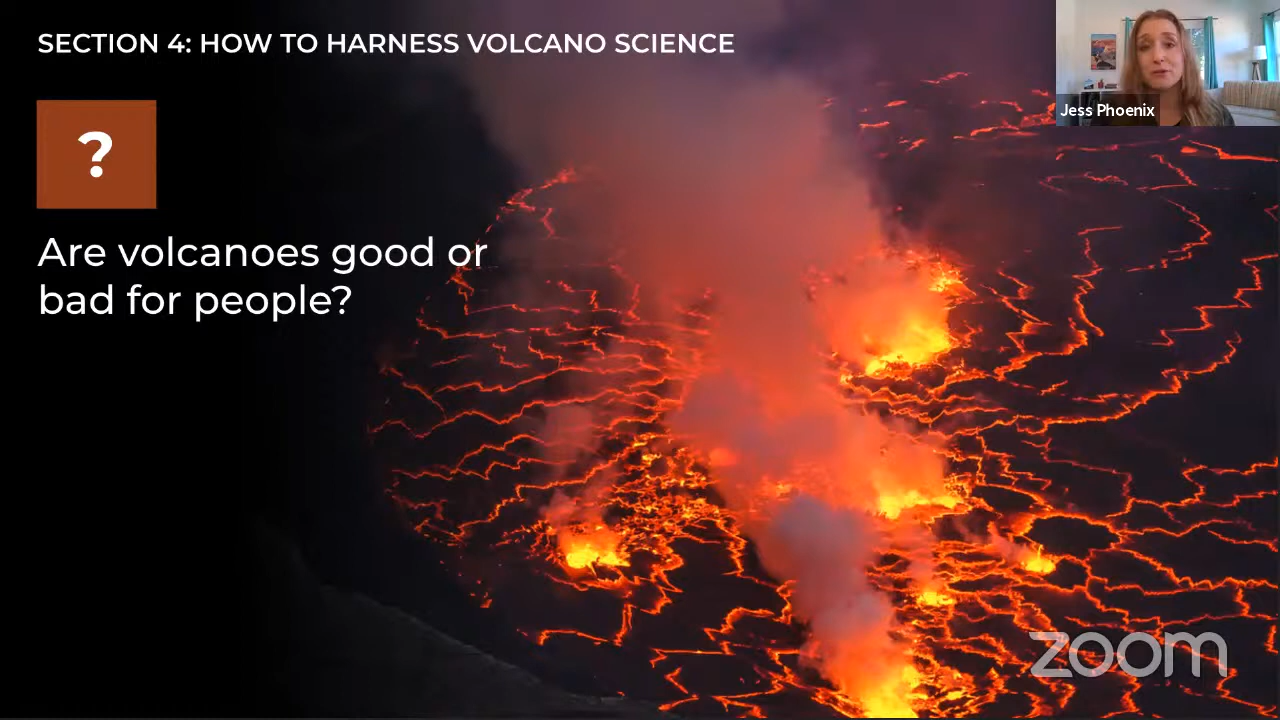 SECTION 4: HOW TO HARNESS VOLCANO SCIENCE
Jess Phoenix
?
Are volcanoes good or
bad for people?
zoom